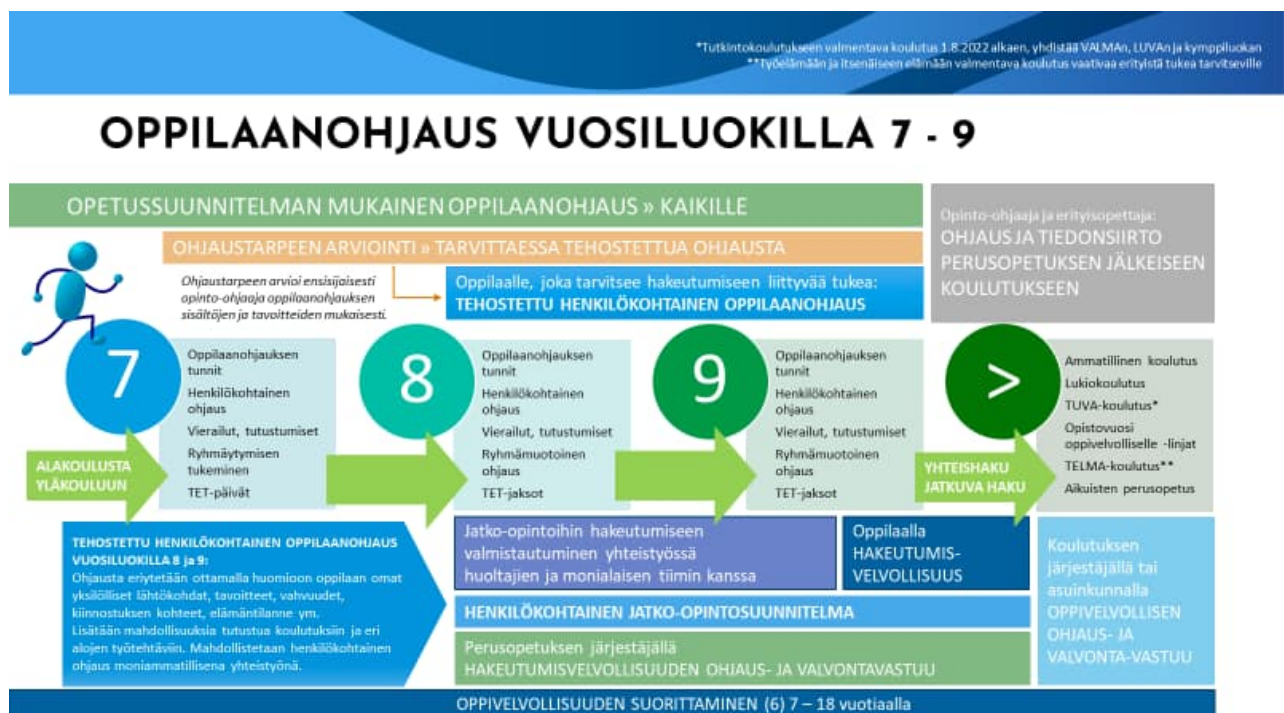 *Tutkintokoulutukseen valmentava koulutus 1.8.2022 alkaen, yhdistää VALMAn, LUVAn ja kymppiluokan
**Työelämään ja itsenäiseen elämään valmentava koulutus vaativaa erityistä tukea tarvitseville
OPPILAANOHJAUS VUOSILUOKILLA 7 - 9
OPETUSSUUNNITELMAN MUKAINEN OPPILAANOHJAUS » KAIKILLE
OHJAUSTARPEEN ARVIOINTI » TARVITTAESSA TEHOSTETTUA OHJAUSTA
Ohjaustarpeen arvioi ensisijaisesti
opinto-ohjaaja oppilaanohjauksen
sisältöjen ja tavoitteiden mukaisesti.
Oppilaalle, joka tarvitsee hakeutumiseen liittyvää tukea:
TEHOSTETTU HENKILÖKOHTAINEN OPPILAANOHJAUS
Opinto-ohjaaja ja erityisopettaja:
OHJAUS JA TIEDONSIIRTO
PERUSOPETUKSEN JÄLKEISEEN
KOULUTUKSEEN
ALAKOULUSTA
YLÄKOULUUN
7
Oppilaanohjauksen
tunnit
Henkilökohtainen
ohjaus
Vierailut, tutustumiset
Ryhmäytymisen
tukeminen
TET-päivät
8
Oppilaanohjauksen
tunnit
Henkilökohtainen
ohjaus
Vierailut, tutustumiset
Ryhmämuotoinen
ohjaus
TET-jaksot
9
Oppilaanohjauksen
tunnit
Henkilökohtainen
ohjaus
Vierailut, tutustumiset
Ryhmämuotoinen
ohjaus
TET-jaksot
YHTEISHAKU
JATKUVA HAKU
>
Ammatillinen koulutus
Lukiokoulutus
TUVA-koulutus*
Opistovuosi
oppivelvolliselle -linjat
TELMA-koulutus**
Aikuisten perusopetus
TEHOSTETTU HENKILÖKOHTAINEN OPPILAANOHJAUS
VUOSILUOKILLA 8 ja 9:
Ohjausta eriytetään ottamalla huomioon oppilaan omat
yksilölliset lähtökohdat, tavoitteet, vahvuudet,
kiinnostuksen kohteet, elämäntilanne ym.
Lisätään mahdollisuuksia tutustua koulutuksiin ja eri
alojen työtehtäviin. Mahdollistetaan henkilökohtainen
ohjaus moniammatillisena yhteistyönä.
Jatko-opintoihin hakeutumiseen
valmistautuminen yhteistyössä
huoltajien ja monialaisen tiimin kanssa
Oppilaalla
HAKEUTUMIS-
VELVOLLISUUS
HENKILÖKOHTAINEN JATKO-OPINTOSUUNNITELMA
Perusopetuksen järjestäjällä
HAKEUTUMISVELVOLLISUUDEN OHJAUS- JA VALVONTAVASTUU
Koulutuksen
järjestäjällä tai
asuinkunnalla
OPPIVELVOLLISEN
OHJAUS- JA
VALVONTA-VASTUU
OPPIVELVOLLISUUDEN SUORITTAMINEN (6) 7 – 18 vuotiaalla